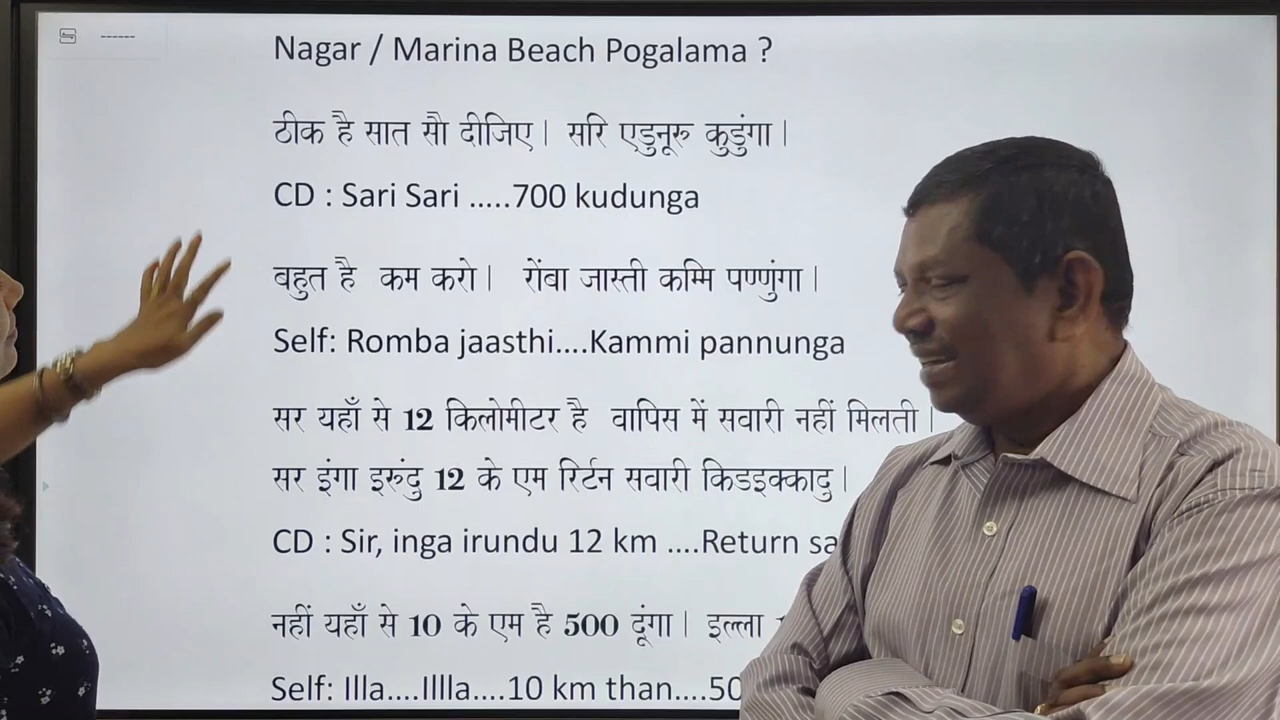 Nagar / Marina Beach Pogalama ?
ठीक है सात सौ दीजिए। सरि एडुनूरू कुडुंगा।
CD : Sari Sari .....700 kudunga
बहुत है कम करो। रोंबा जास्ती कम्मि पण्णुंगा।
Self: Romba jaasthi....Kammi pannunga
सर यहाँ से 12 किलोमीटर है वापिस में सवारी नहीं मिलती।
सर इंगा इरुंदु 12 के एम रिर्टन सवारी किडइक्कादु।
CD : Sir, inga irundu 12 km ....Return
नहीं यहाँ से 10 के एम है 500 दूंगा। इल्ला
Self: Illa....Illla....10 km than....